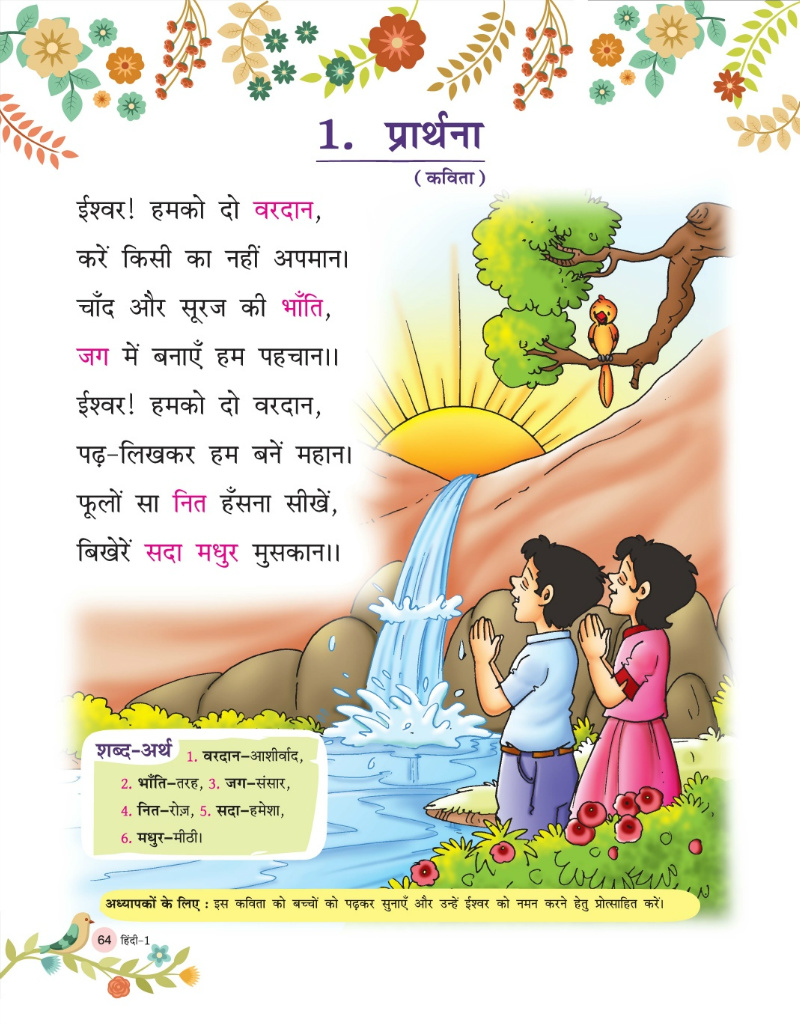 1. प्रार्थना
( कविता )
ईश्वर! हमको दो वरदान,
करें किसी का नहीं अपमान।
चाँद और सूरज की भाँति,
जग में बनाएँ हम पहचान।।
ईश्वर! हमको दो वरदान,
पढ़-लिखकर हम बनें महान।
फूलों सा नित हँसना सीखें,
बिखेरें सदा मधुर मुसकान।।
शब्द-अर्थ 1. वरदान–आशीर्वाद,
2. भाँति–तरह, 3. जग–संसार,
4. नित–रोज़, 5. सदा–हमेशा,
6. मधुर–मीठी।
अध्यापकों के लिए : इस कविता को बच्चों को पढ़कर सुनाएँ और उन्हें ईश्वर को नमन करने हेतु प्रोत्साहित करें।
64 हिंदी-1